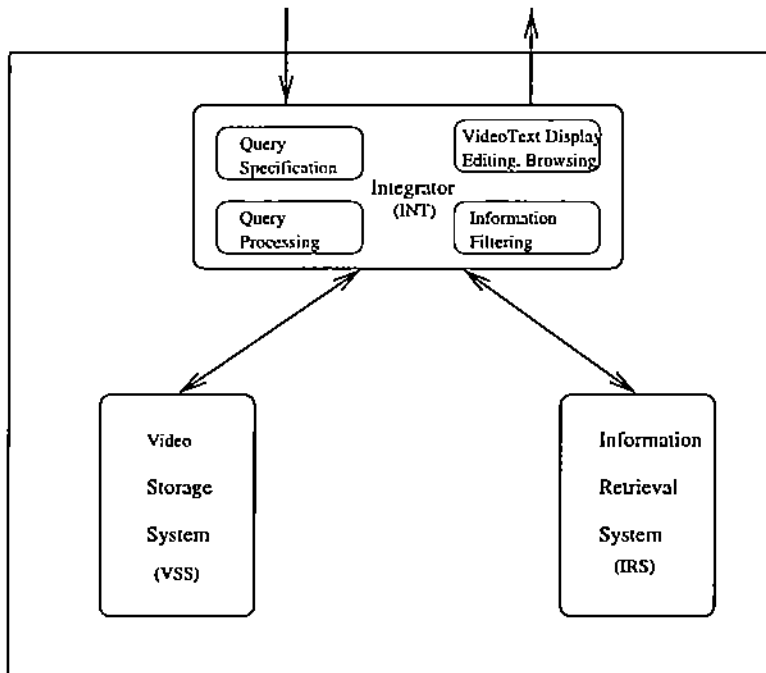 Query
Specification
VideoText Display
Editing, Browsing
Integrator
(INT)
Query
Processing
Information
Filtering
Video
Storage
System
(VSS)
Information
Retrieval
System
(IRS)